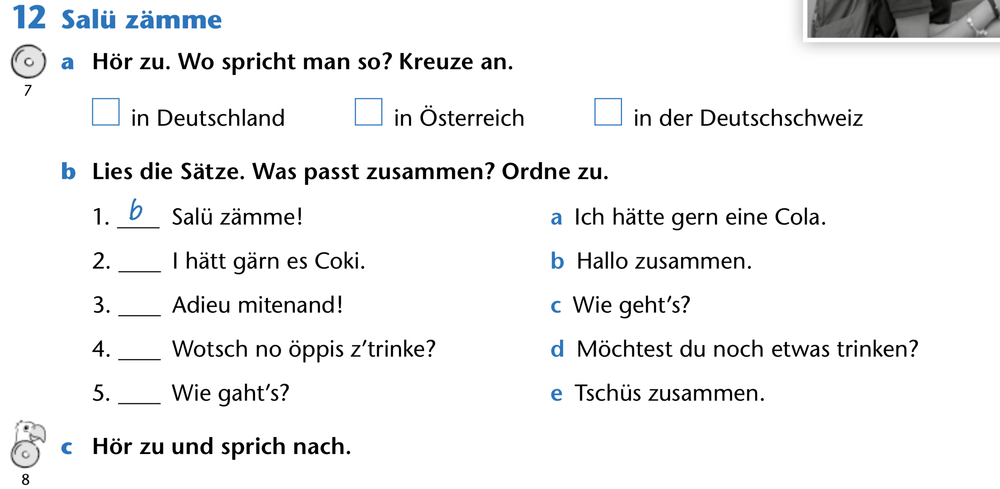 12 Salü zämme
a Hör zu. Wo spricht man so? Kreuze an.
7
in Deutschland in Österreich in der Deutschschweiz
b Lies die Sätze. Was passt zusammen? Ordne zu.
1. b Salü zämme! a Ich hätte gern eine Cola.
2. ____ I hätt gärn es Coki. b Hallo zusammen.
3. ____ Adieu mitenand! c Wie geht's?
4. ____ Wotsch no öppis z'trinke? d Möchtest du noch etwas trinken?
5. ____ Wie gaht's? e Tschüs zusammen.
c Hör zu und sprich nach.
8